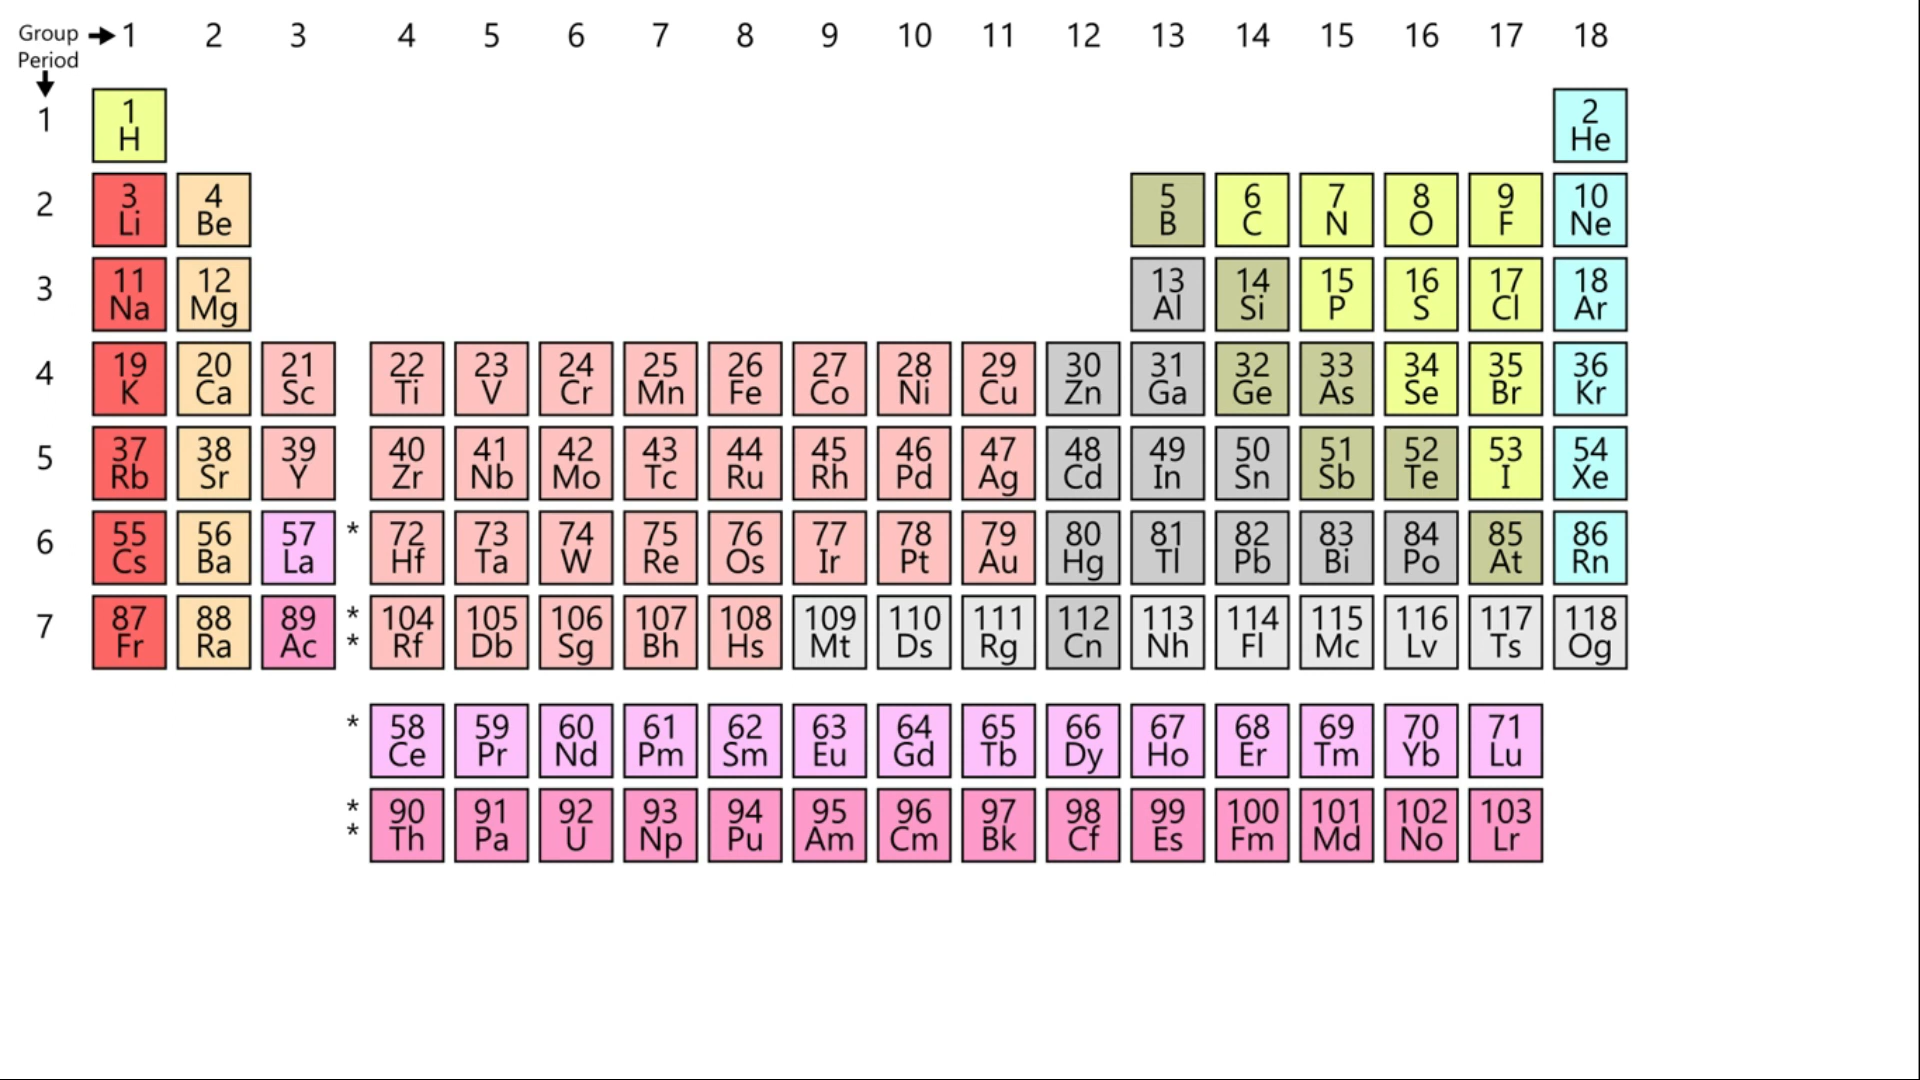 Group 1 2 3 4 5 6 7 8 9 10 11 12 13 14 15 16 17 18
Period
1 1 2
H He
2 3 4 5 6 7 8 9 10
Li Be B C N O F Ne
3 11 12 13 14 15 16 17 18
Na Mg Al Si P S Cl Ar
4 19 20 21 22 23 24 25 26 27 28 29 30 31 32 33 34 35 36
K Ca Sc Ti V Cr Mn Fe Co Ni Cu Zn Ga Ge As Se Br Kr
5 37 38 39 40 41 42 43 44 45 46 47 48 49 50 51 52 53 54
Rb Sr Y Zr Nb Mo Tc Ru Rh Pd Ag Cd In Sn Sb Te I Xe
6 55 56 57 * 72 73 74 75 76 77 78 79 80 81 82 83 84 85 86
Cs Ba La Hf Ta W Re Os Ir Pt Au Hg Tl Pb Bi Po At Rn
7 87 88 89 * 104 105 106 107 108 109 110 111 112 113 114 115 116 117 118
Fr Ra Ac * Rf Db Sg Bh Hs Mt Ds Rg Cn Nh Fl Mc Lv Ts Og
* 58 59 60 61 62 63 64 65 66 67 68 69 70 71
Ce Pr Nd Pm Sm Eu Gd Tb Dy Ho Er Tm Yb Lu
* 90 91 92 93 94 95 96 97 98 99 100 101 102 103
* Th Pa U Np Pu Am Cm Bk Cf Es Fm Md No Lr